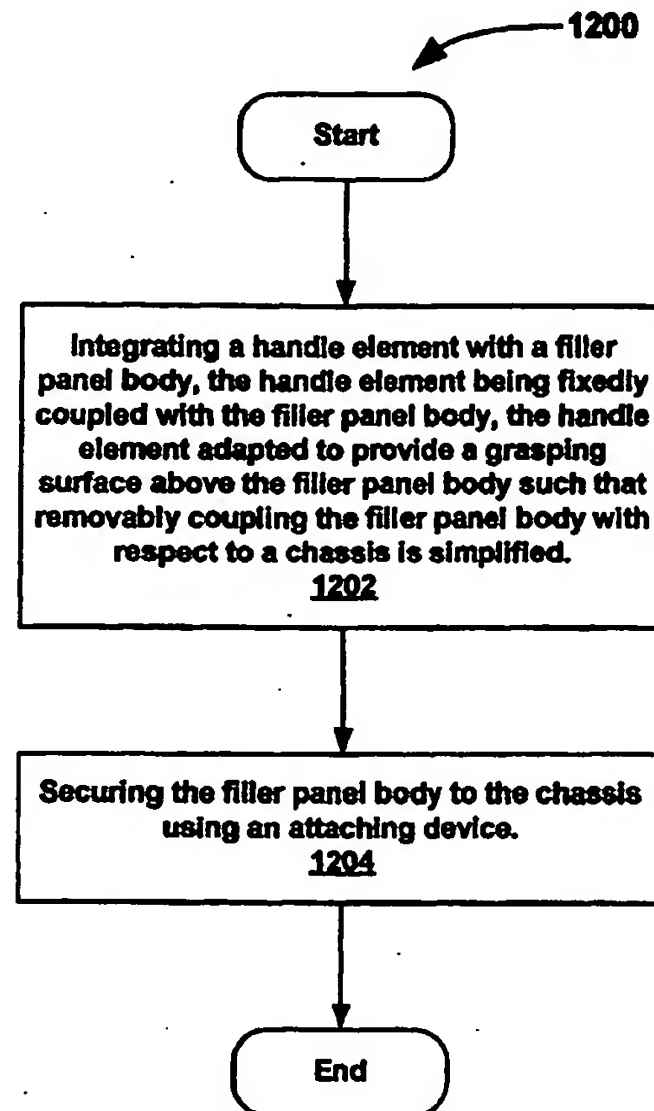 1200
Start
Integrating a handle element with a filler
panel body, the handle element being fixedly
coupled with the filler panel body, the handle
element adapted to provide a grasping
surface above the filler panel body such that
removably coupling the filler panel body with
respect to a chassis is simplified.
1202
Securing the filler panel body to the chassis
using an attaching device.
1204
End